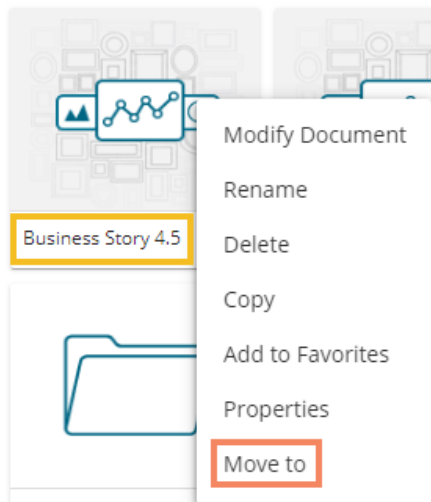 Business Story 4.5
Modify Document
Rename
Delete
Copy
Add to Favorites
Properties
Move to